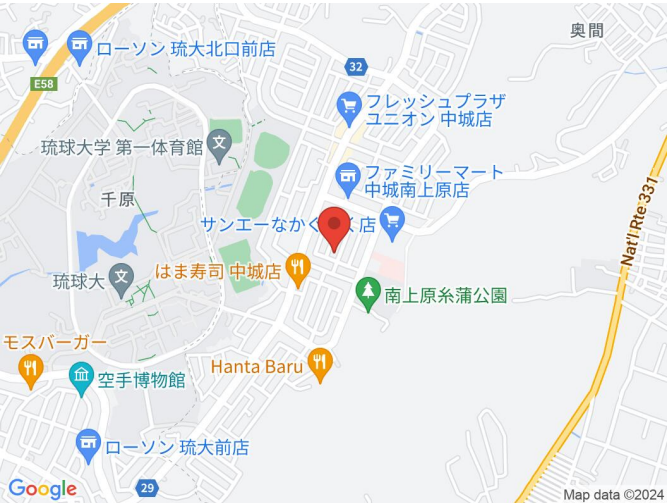 奥間
ローソン 琉大北口前店
32
E58
フレッシュプラザ
ユニオン 中城店
琉球大学 第一体育館
文
ファミリーマート
中城南上原店
千原
サンエーなかぐ
く店
Nat'l Rte 331
はま寿司 中城店
琉球大
文
南上原糸蒲公園
モスバーガー
Hanta Baru
空手博物館
ローソン 琉大前店
29
Google
Map data ©2024